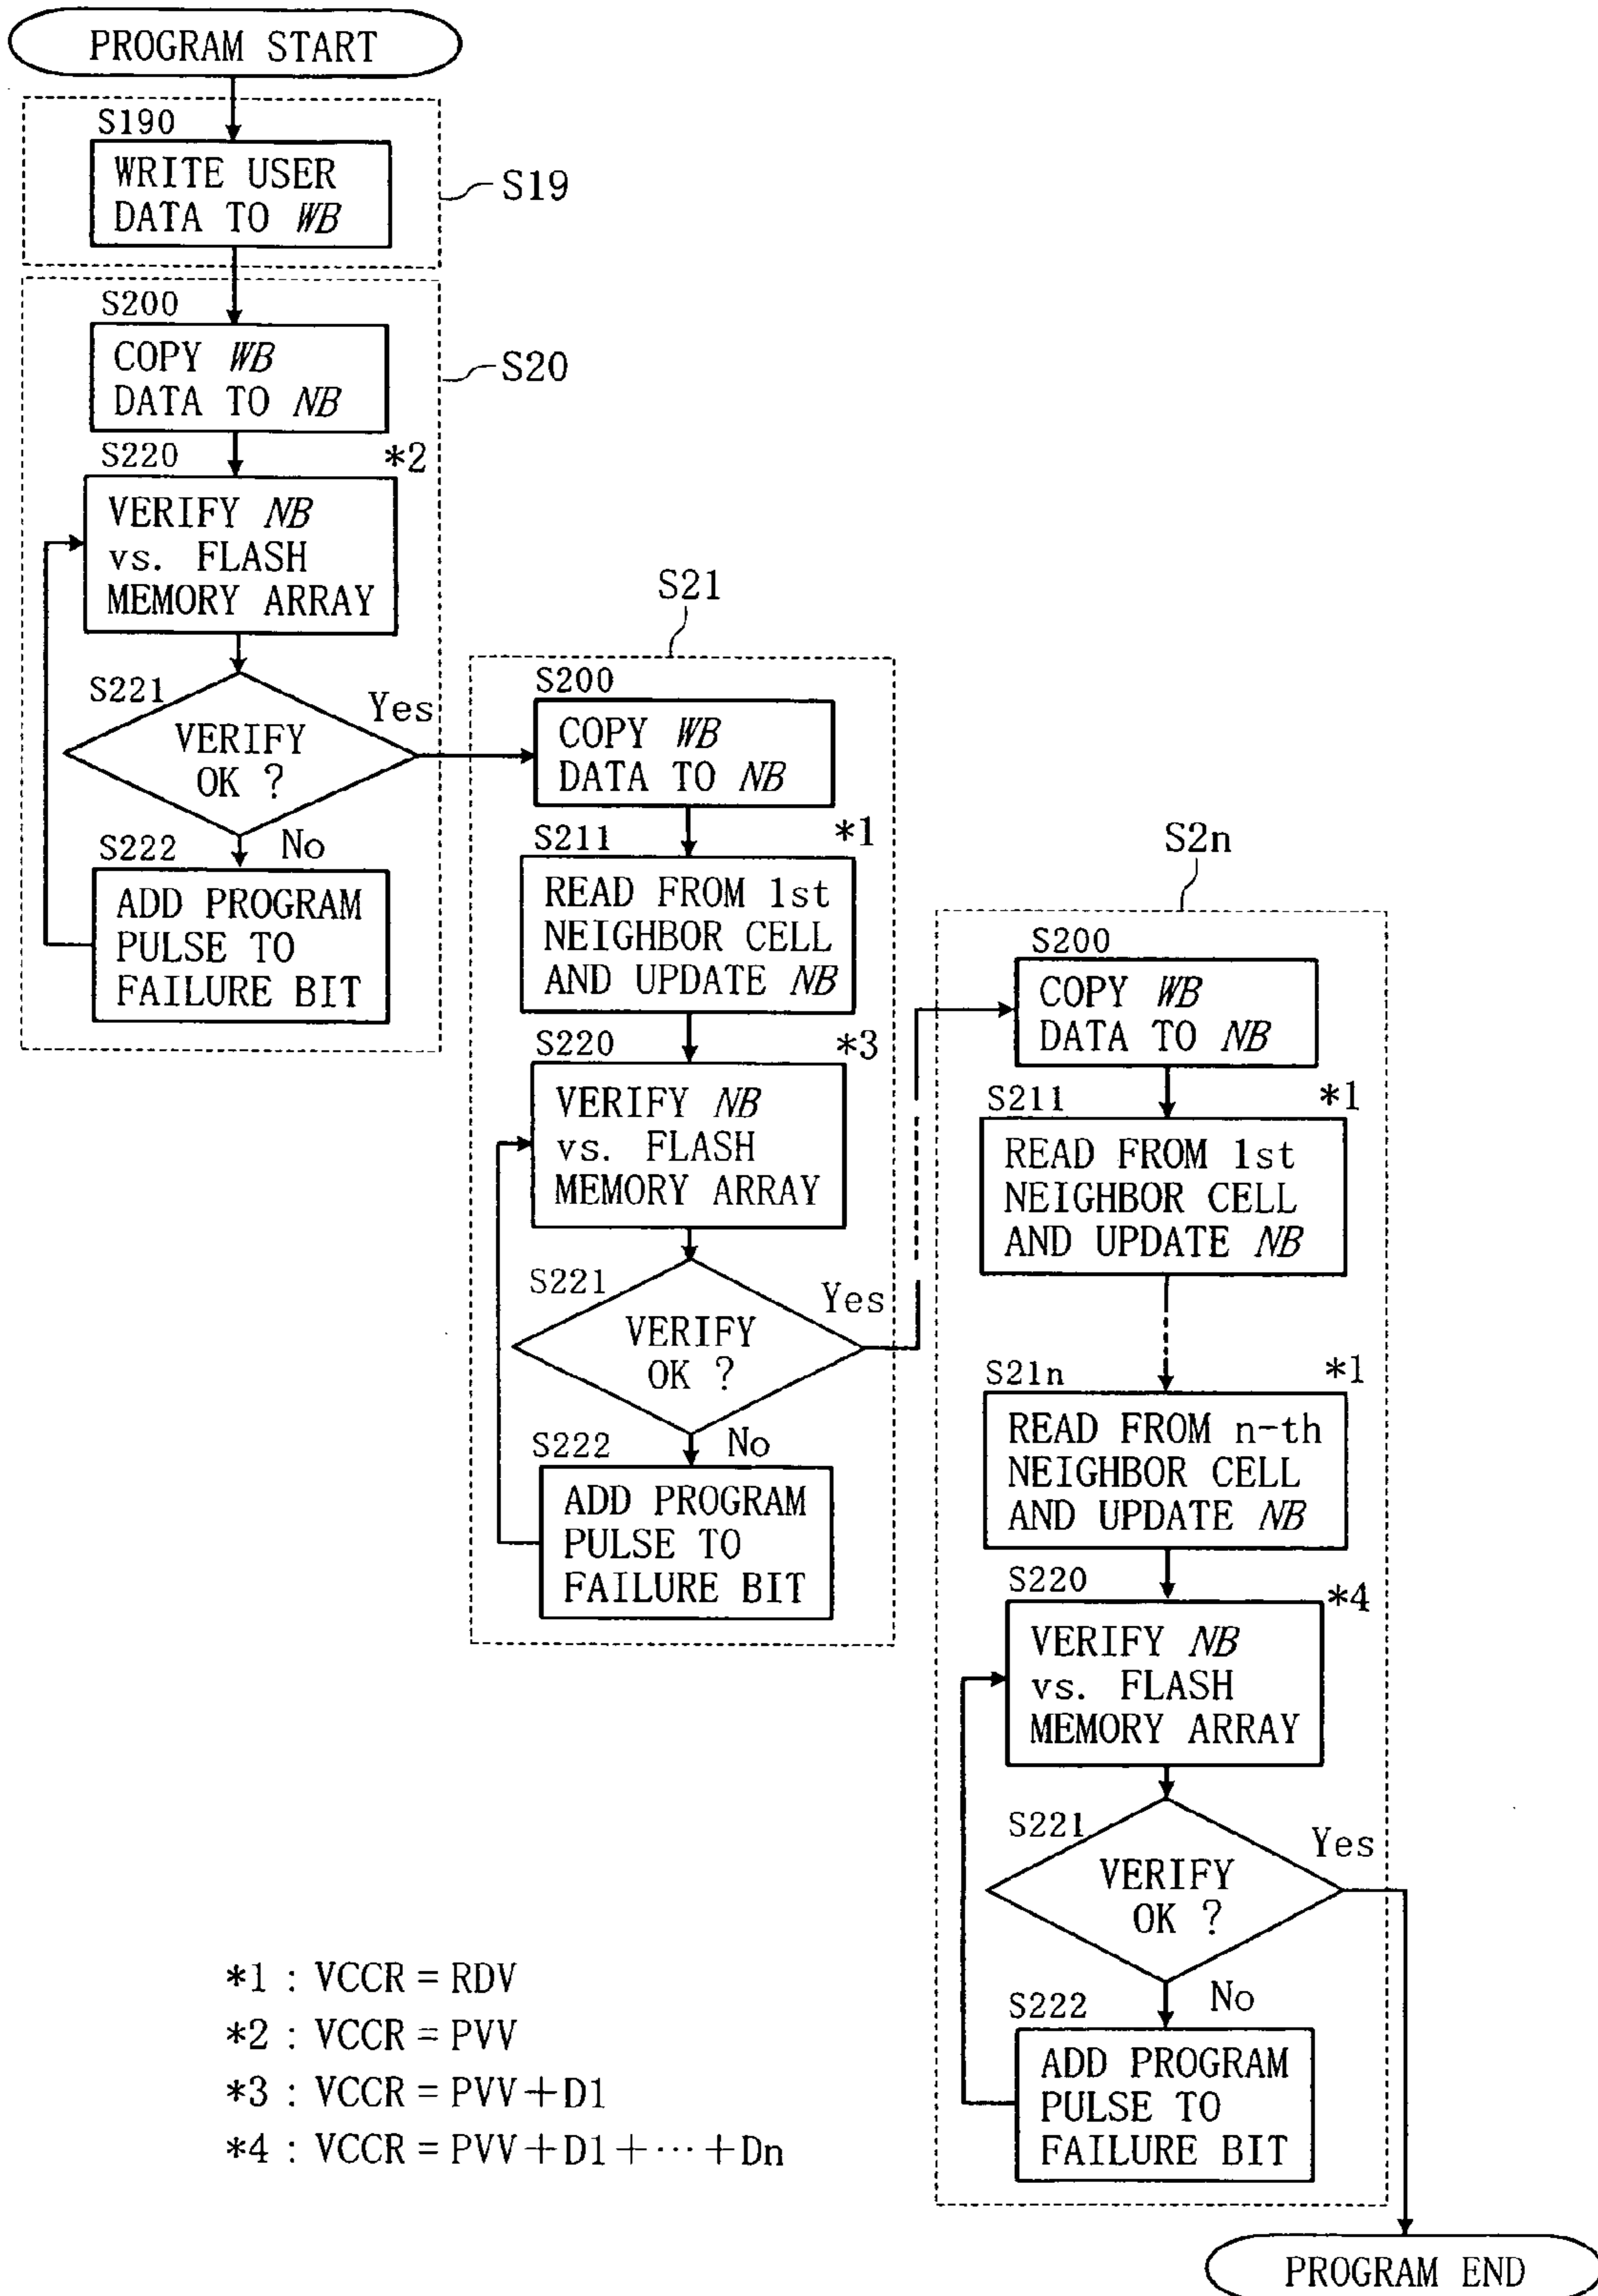 PROGRAM START
S190
WRITE USER
DATA TO WB
S19
S200
COPY WB
DATA TO NB
S20
S220
*2
VERIFY NB
vs. FLASH
MEMORY ARRAY
S221
VERIFY
OK ?
Yes
No
S222
ADD PROGRAM
PULSE TO
FAILURE BIT
S21
S200
COPY WB
DATA TO NB
S211
*1
READ FROM 1st
NEIGHBOR CELL
AND UPDATE NB
S220
*3
VERIFY NB
vs. FLASH
MEMORY ARRAY
S221
VERIFY
OK ?
Yes
No
S222
ADD PROGRAM
PULSE TO
FAILURE BIT
S2n
S200
COPY WB
DATA TO NB
S211
*1
READ FROM 1st
NEIGHBOR CELL
AND UPDATE NB
S21n
*1
READ FROM n-th
NEIGHBOR CELL
AND UPDATE NB
S220
*4
VERIFY NB
vs. FLASH
MEMORY ARRAY
S221
VERIFY
OK ?
Yes
No
S222
ADD PROGRAM
PULSE TO
FAILURE BIT
*1 : VCCR = RDV
*2 : VCCR = PVV
*3 : VCCR = PVV+D1
*4 : VCCR = PVV+D1+⋯+Dn
PROGRAM END